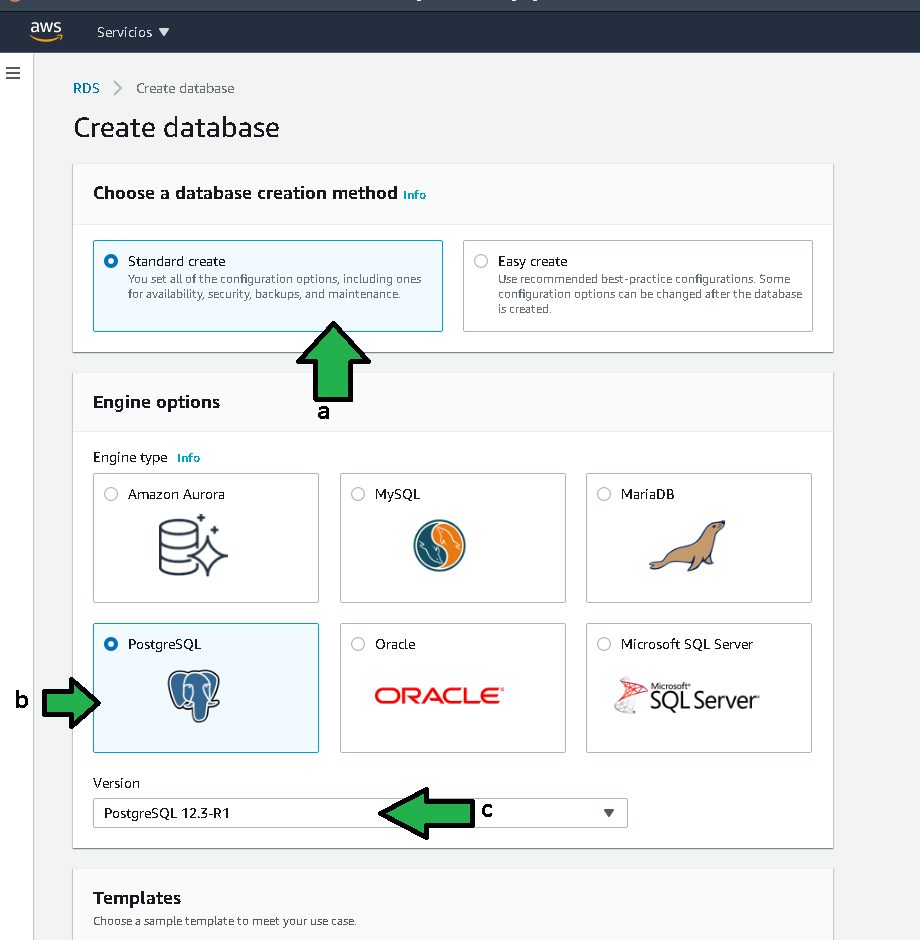 aws
Servicios ▼
RDS > Create database
Create database
Choose a database creation method Info
Standard create
You set all of the configuration options, including ones
for availability, security, backups, and maintenance.
Easy create
Use recommended best-practice configurations. Some
configuration options can be changed after the database
is created.
a
Engine options
Engine type Info
Amazon Aurora
MySQL
MariaDB
PostgreSQL
Oracle
ORACLE®
Microsoft SQL Server
Microsoft®
SQL Server®
b
Version
PostgreSQL 12.3-R1
c
Templates
Choose a sample template to meet your use case.